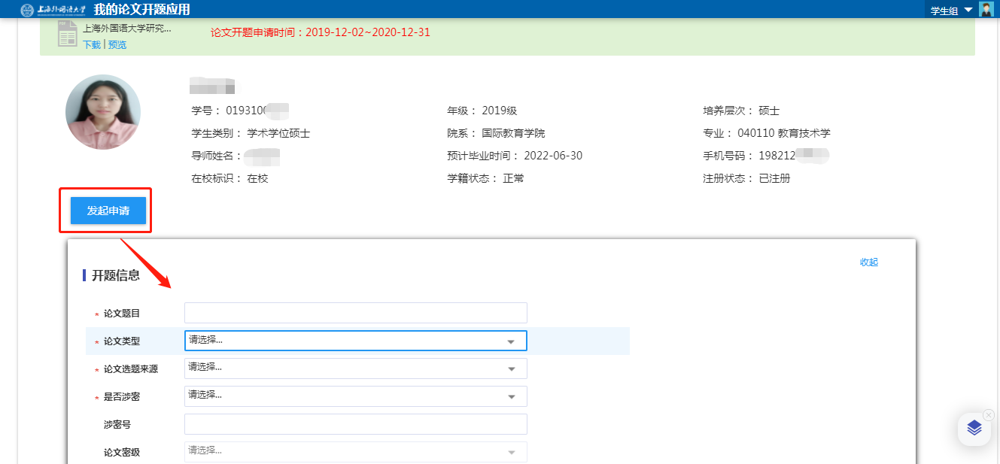 上海外国语大学 我的论文开题应用 学生组
上海外国语大学研究...
下载 | 预览
论文开题申请时间：2019-12-02~2020-12-31
学号： 0193100 年级： 2019级 培养层次： 硕士
学生类别： 学术学位硕士 院系： 国际教育学院 专业： 040110 教育技术学
导师姓名： 预计毕业时间： 2022-06-30 手机号码： 198212
在校标识： 在校 学籍状态： 正常 注册状态： 已注册
发起申请
收起
开题信息
* 论文题目
* 论文类型 请选择...
* 论文选题来源 请选择...
* 是否涉密 请选择...
涉密号
论文密级 请选择...